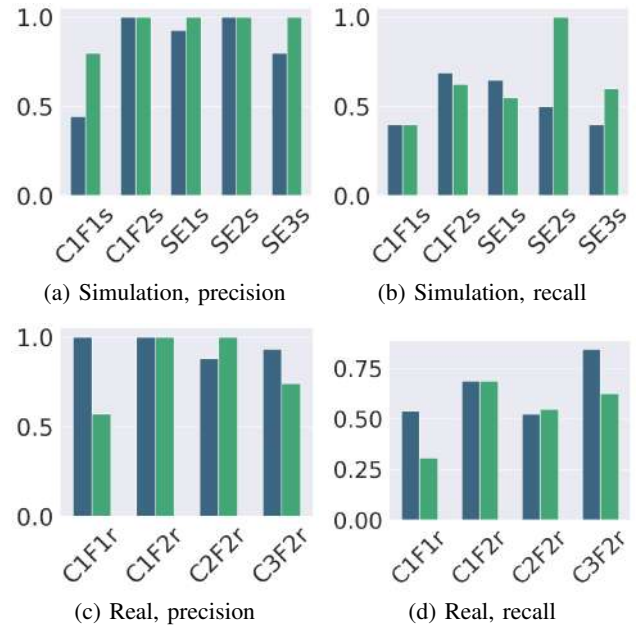 1.0
0.5
0.0
C1F1s C1F2s SE1s SE2s SE3s
(a) Simulation, precision
1.0
0.5
0.0
C1F1s C1F2s SE1s SE2s SE3s
(b) Simulation, recall
1.0
0.5
0.0
C1F1r C1F2r C2F2r C3F2r
(c) Real, precision
0.75
0.50
0.25
0.00
C1F1r C1F2r C2F2r C3F2r
(d) Real, recall